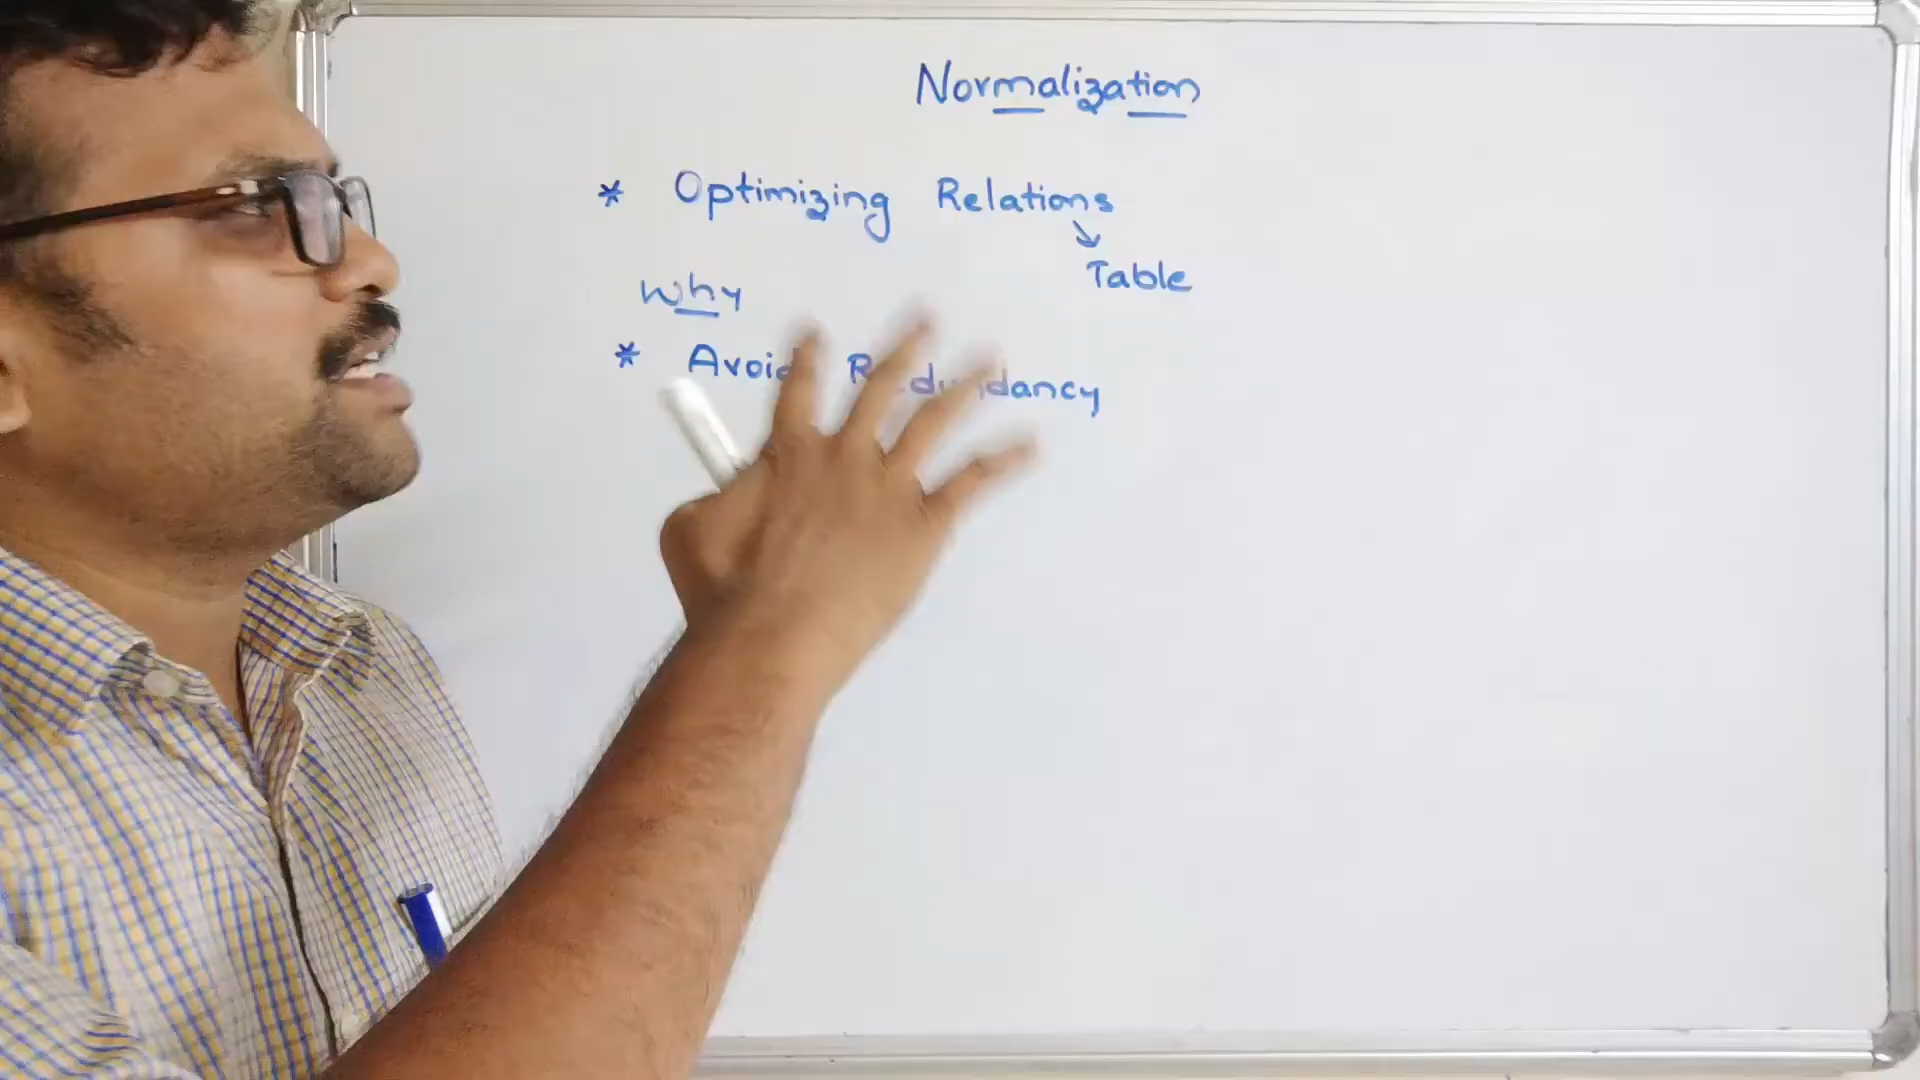 Normalization
* Optimizing Relations
↘
Table
Why
* Avoid Redundancy